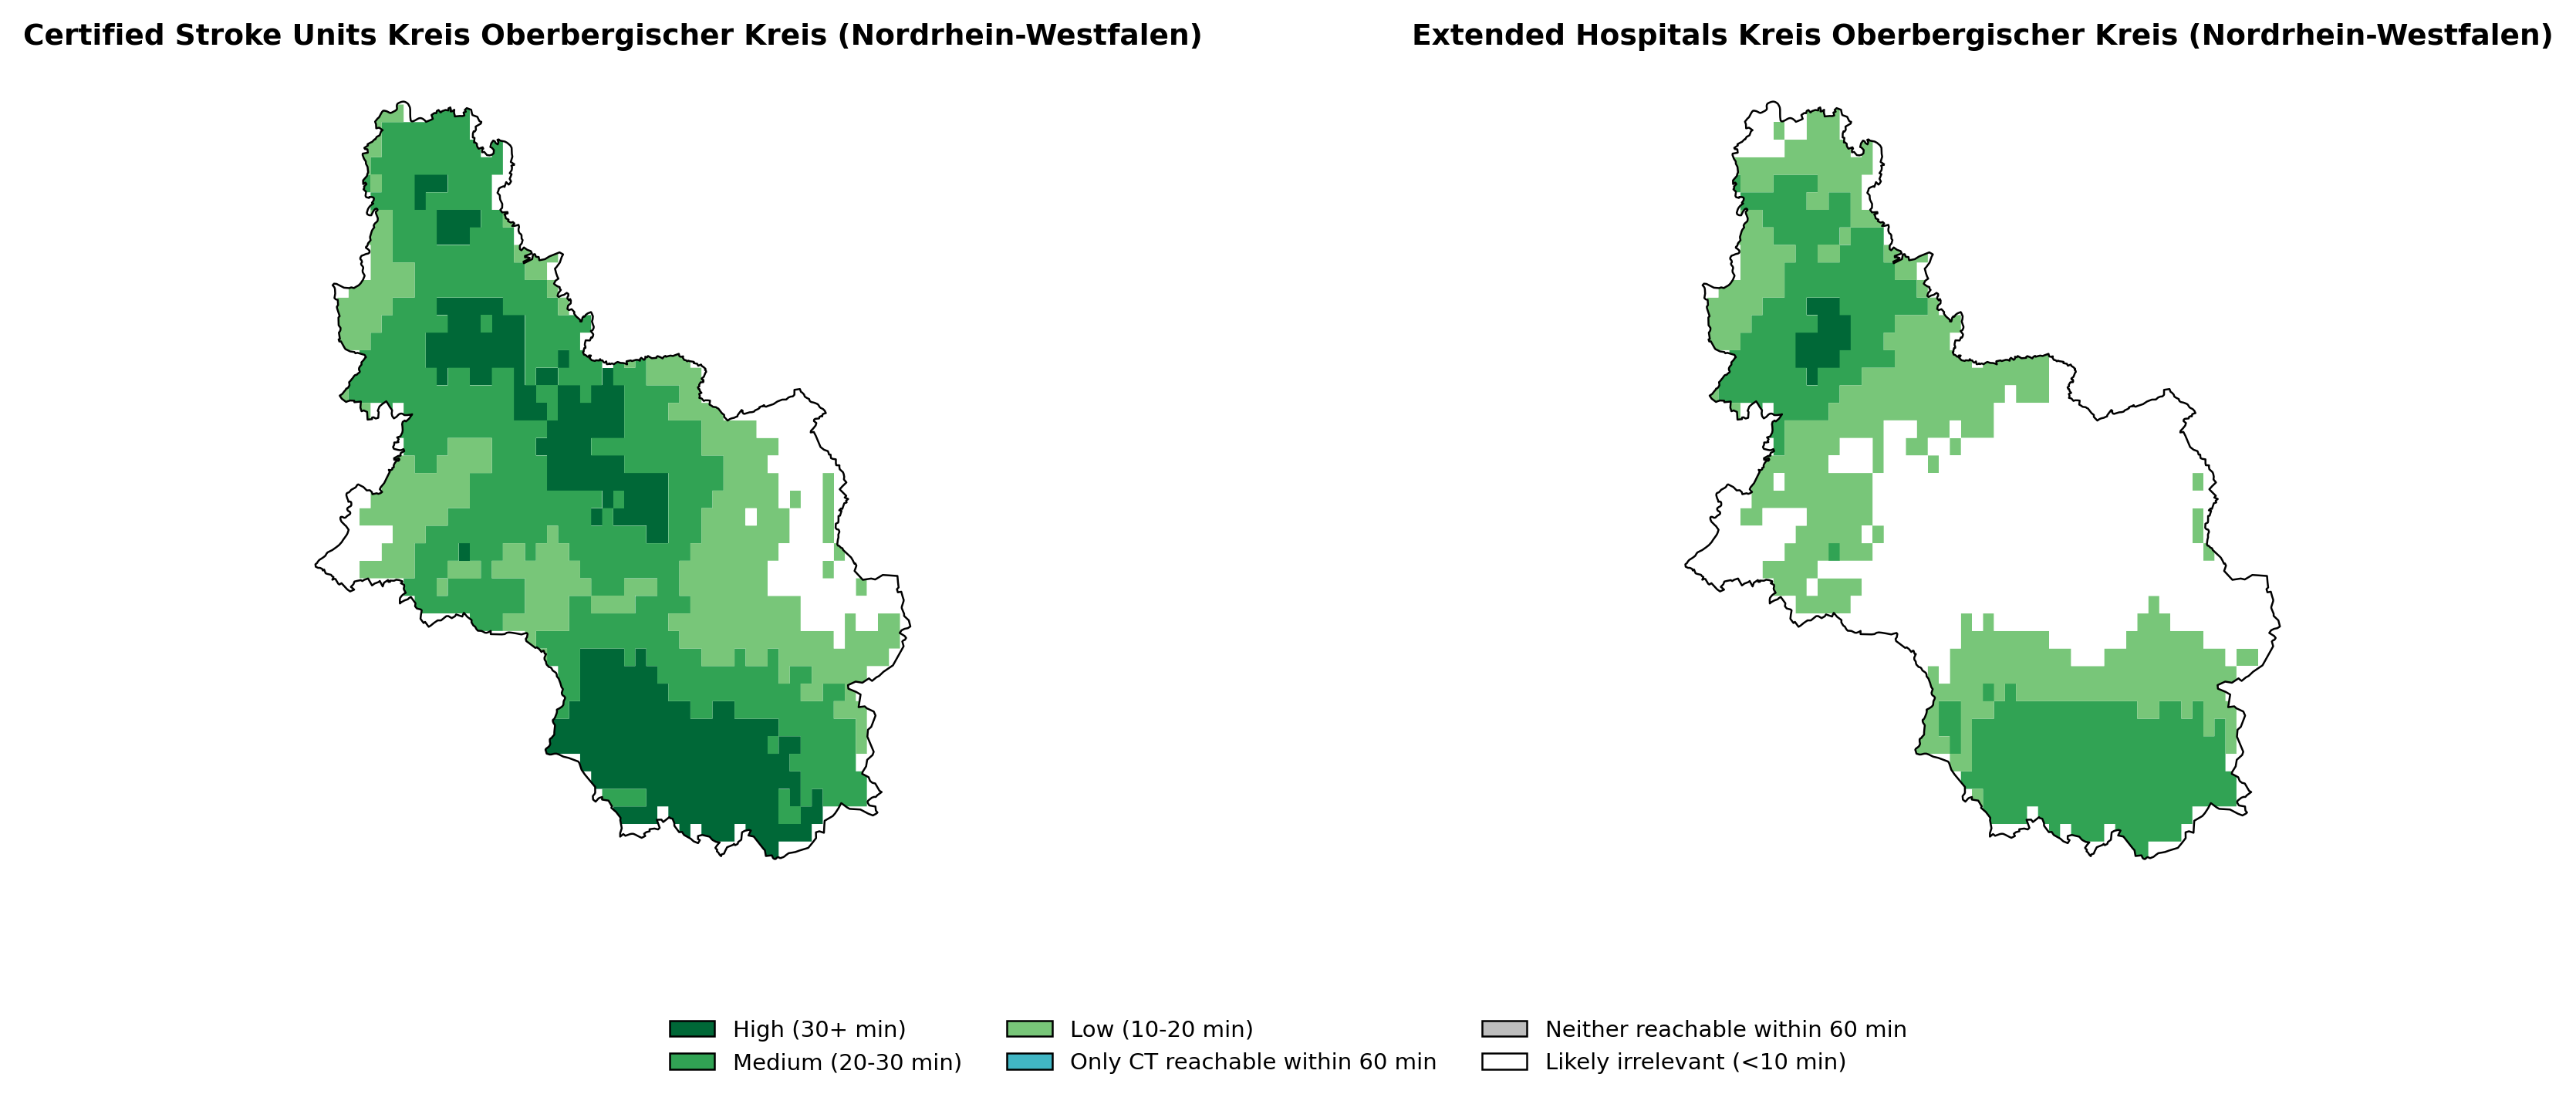 Certified Stroke Units Kreis Oberbergischer Kreis (Nordrhein-Westfalen)
Extended Hospitals Kreis Oberbergischer Kreis (Nordrhein-Westfalen)
High (30+ min)
Medium (20-30 min)
Low (10-20 min)
Only CT reachable within 60 min
Neither reachable within 60 min
Likely irrelevant (<10 min)